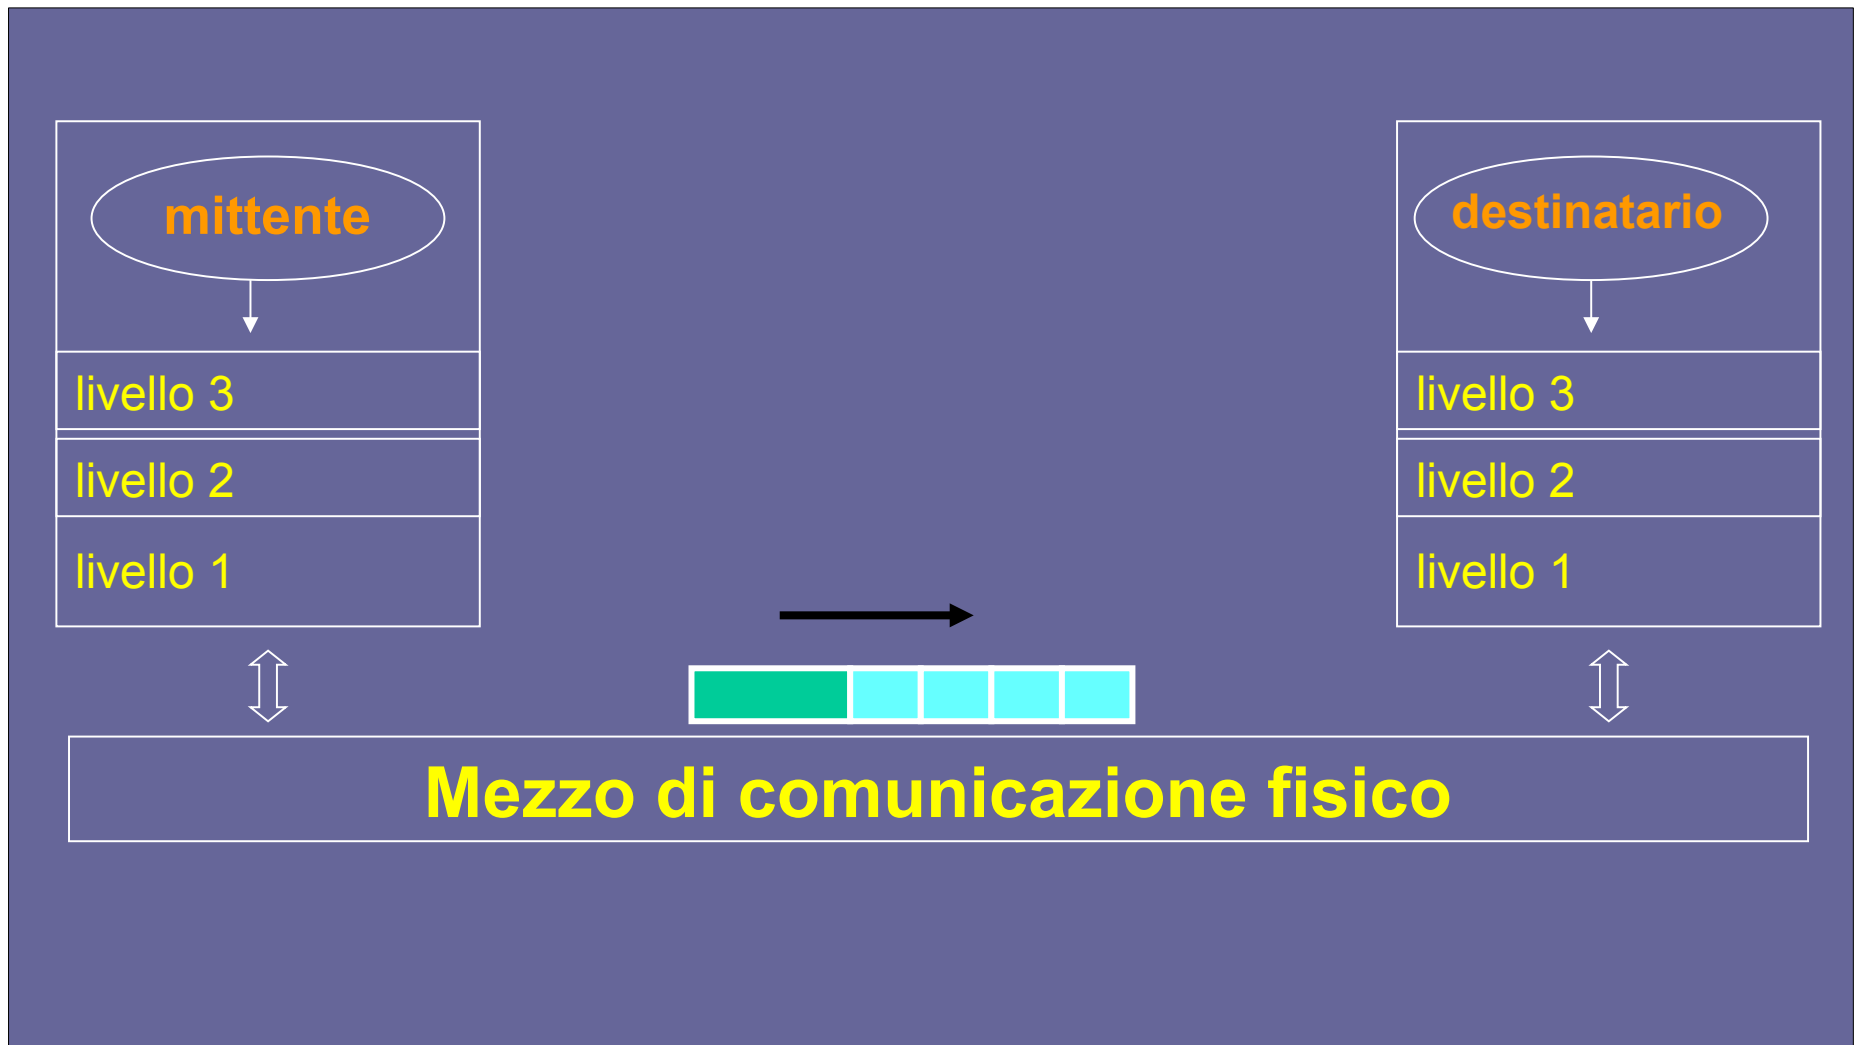 mittente
livello 3
livello 2
livello 1
destinatario
livello 3
livello 2
livello 1
Mezzo di comunicazione fisico